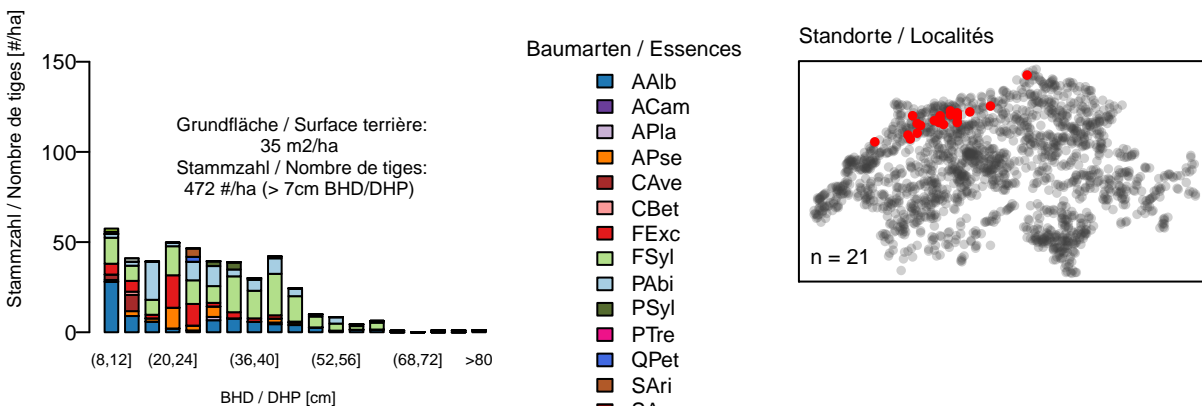 Stammzahl / Nombre de tiges [#/ha]
150
100
50
0
Grundfläche / Surface terrière:
35 m2/ha
Stammzahl / Nombre de tiges:
472 #/ha (> 7cm BHD/DHP)
(8,12]
(20,24]
(36,40]
(52,56]
(68,72]
>80
BHD / DHP [cm]
Baumarten / Essences
AAlb
ACam
APla
APse
CAve
CBet
FExc
FSyl
PAbi
PSyl
PTre
QPet
SAri
Standorte / Localités
n = 21